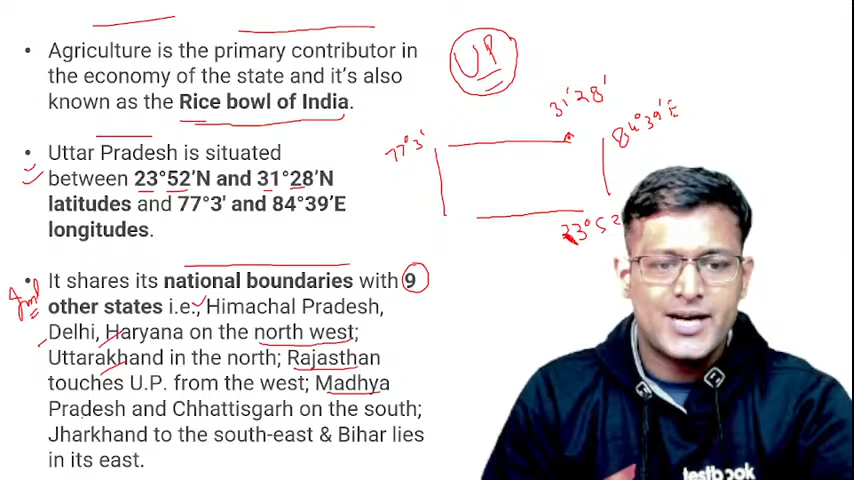 • Agriculture is the primary contributor in
the economy of the state and it's also
known as the Rice bowl of India.
• Uttar Pradesh is situated
between 23°52'N and 31°28'N
latitudes and 77°3' and 84°39'E
longitudes.
• It shares its national boundaries with 9
other states i.e., Himachal Pradesh,
Delhi, Haryana on the north west;
Uttarakhand in the north; Rajasthan
touches U.P. from the west; Madhya
Pradesh and Chhattisgarh on the south;
Jharkhand to the south-east & Bihar lies
in its east.
Iml
UP
31'28'
77°3'
84°39'E
23°52
testbook